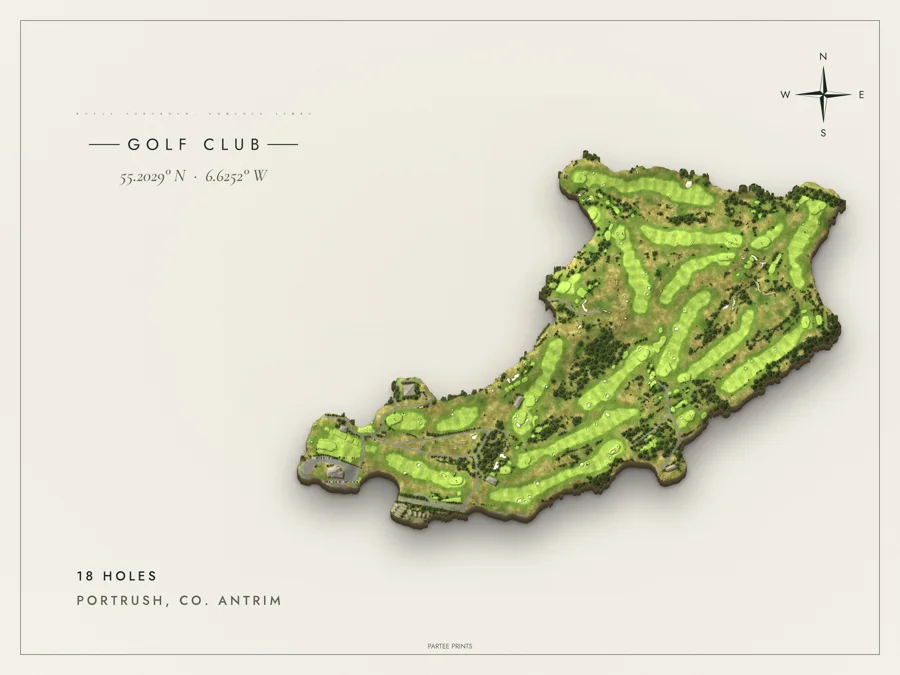 GOLF CLUB
55.2029° N · 6.6252° W
N
W E
S
18 HOLES
PORTRUSH, CO. ANTRIM
PARTEE PRINTS